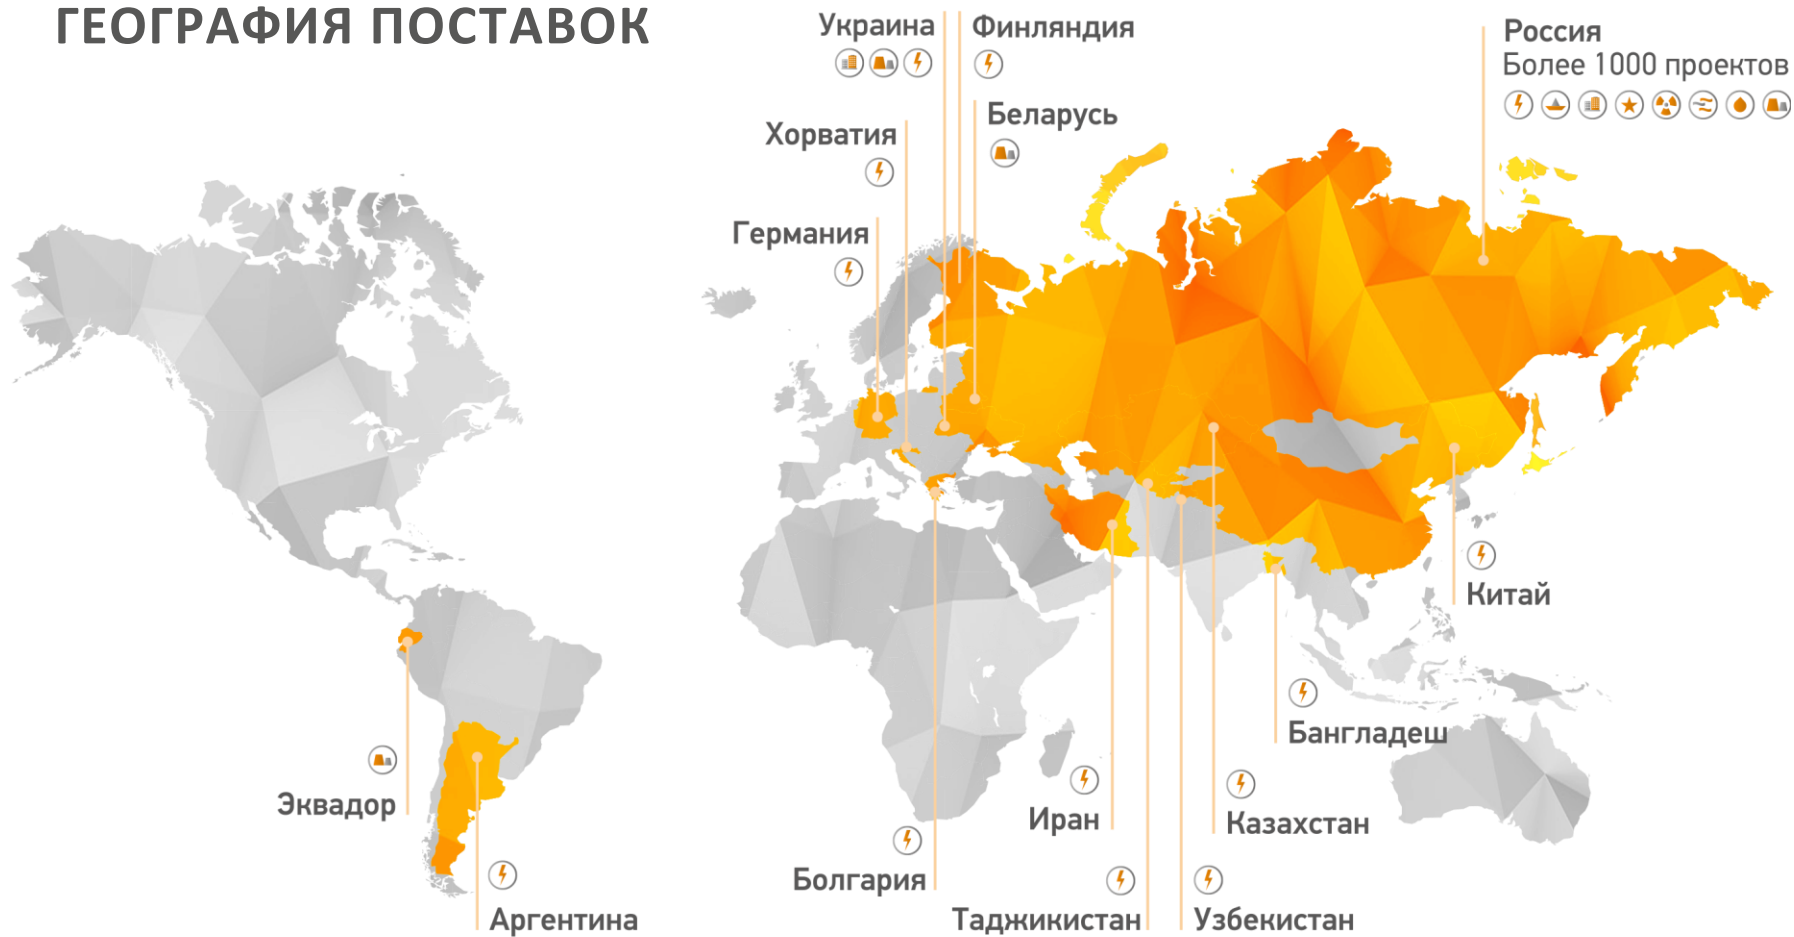 ГЕОГРАФИЯ ПОСТАВОК
Украина
Финляндия
Россия
Более 1000 проектов
Беларусь
Хорватия
Германия
Китай
Бангладеш
Эквадор
Иран
Казахстан
Болгария
Аргентина
Таджикистан
Узбекистан